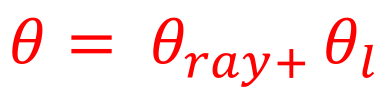 θ = θ_{ray+} θ_l